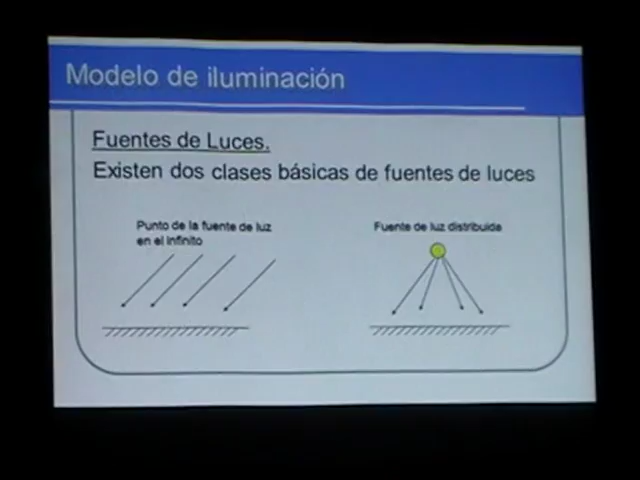 Modelo de iluminación
Fuentes de Luces.
Existen dos clases básicas de fuentes de luces
Punto de la fuente de luz
en el infinito
Fuente de luz distribuida